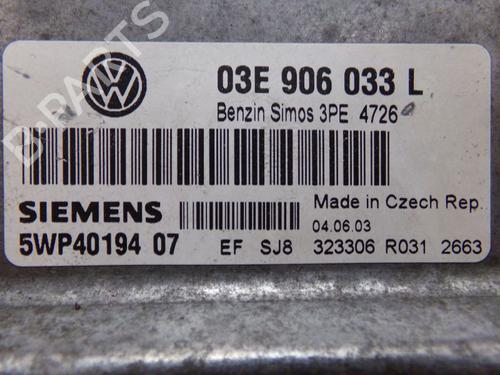 B-PARTS
03E 906 033 L
Benzin Simos 3PE 4726
SIEMENS
Made in Czech Rep.
04.06.03
5WP40194 07 EF SJ8 323306 R031 2663